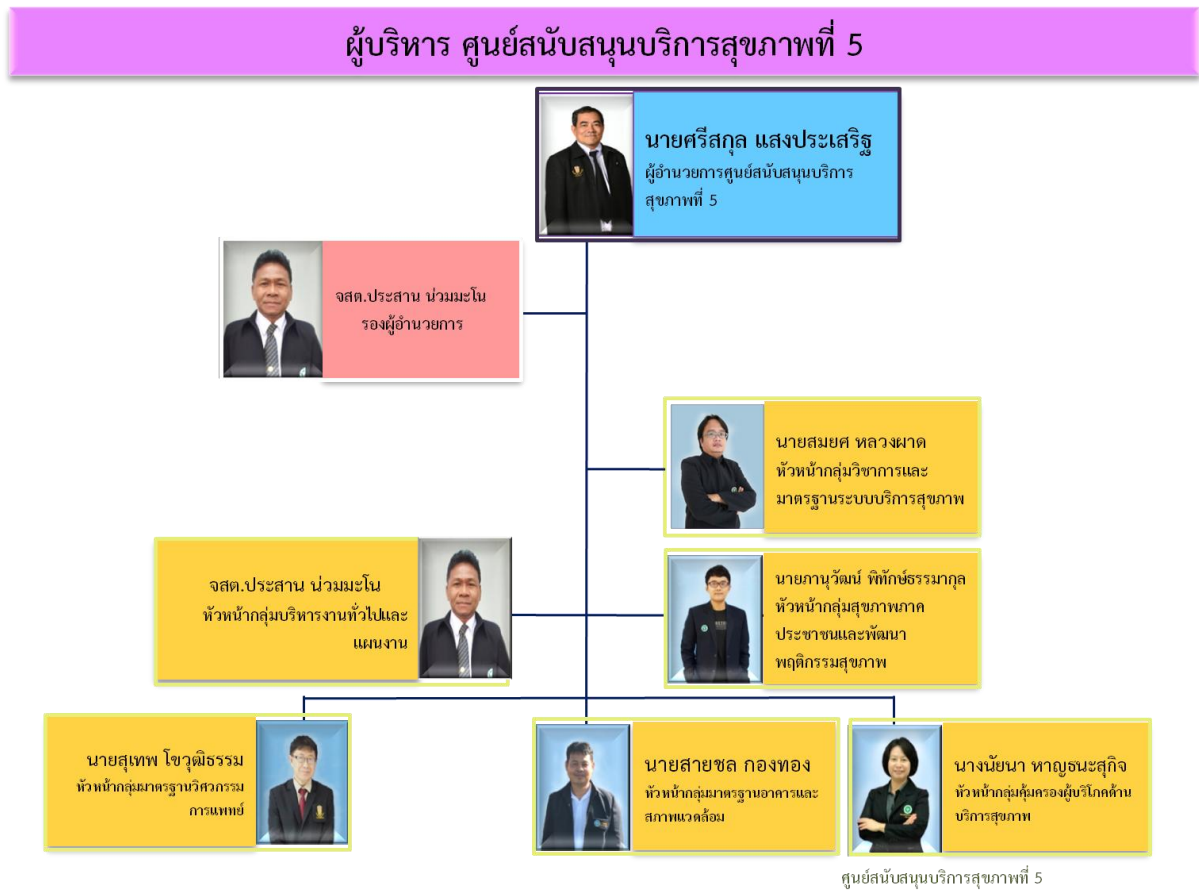 ผู้บริหาร ศูนย์สนับสนุนบริการสุขภาพที่ 5
นายศรีสกุล แสงประเสริฐ
ผู้อำนวยการศูนย์สนับสนุนบริการ
สุขภาพที่ 5
จสต.ประสาน น่วมมะโน
รองผู้อำนวยการ
นายสมยศ หลวงผาด
หัวหน้ากลุ่มวิชาการและ
มาตรฐานระบบบริการสุขภาพ
จสต.ประสาน น่วมมะโน
หัวหน้ากลุ่มบริหารงานทั่วไปและ
แผนงาน
นายภานุวัฒน์ พิทักษ์ธรรมากุล
หัวหน้ากลุ่มสุขภาพภาค
ประชาชนและพัฒนา
พฤติกรรมสุขภาพ
นายสุเทพ โขวุฒิธรรม
หัวหน้ากลุ่มมาตรฐานวิศวกรรม
การแพทย์
นายสายชล กองทอง
หัวหน้ากลุ่มมาตรฐานอาคารและ
สภาพแวดล้อม
นางนัยนา หาญธนะสุกิจ
หัวหน้ากลุ่มคุ้มครองผู้บริโภคด้าน
บริการสุขภาพ
ศูนย์สนับสนุนบริการสุขภาพที่ 5